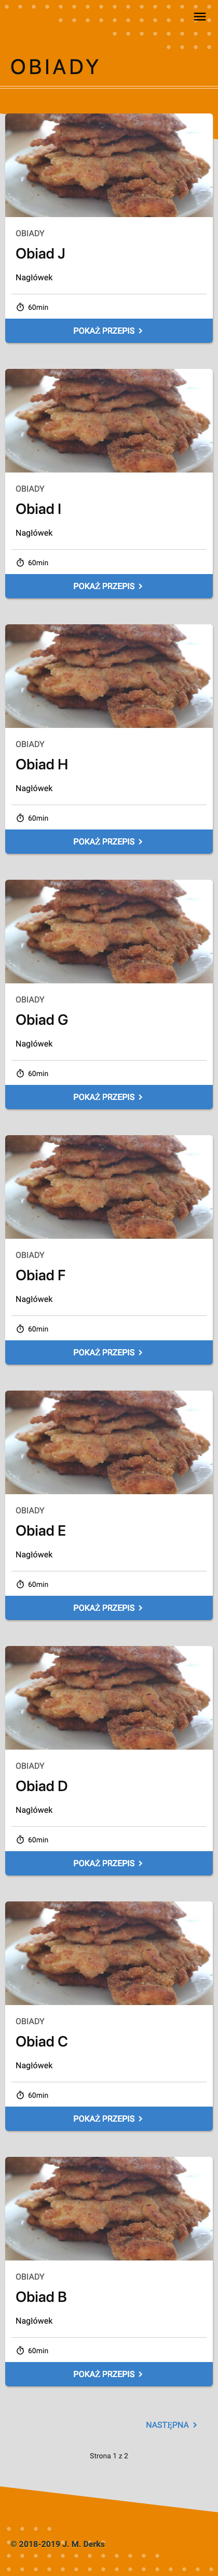 OBIADY
OBIADY
Obiad J
Nagłówek
60min
POKAŻ PRZEPIS
OBIADY
Obiad I
Nagłówek
60min
POKAŻ PRZEPIS
OBIADY
Obiad H
Nagłówek
60min
POKAŻ PRZEPIS
OBIADY
Obiad G
Nagłówek
60min
POKAŻ PRZEPIS
OBIADY
Obiad F
Nagłówek
60min
POKAŻ PRZEPIS
OBIADY
Obiad E
Nagłówek
60min
POKAŻ PRZEPIS
OBIADY
Obiad D
Nagłówek
60min
POKAŻ PRZEPIS
OBIADY
Obiad C
Nagłówek
60min
POKAŻ PRZEPIS
OBIADY
Obiad B
Nagłówek
60min
POKAŻ PRZEPIS
NASTĘPNA
Strona 1 z 2
© 2018-2019 J. M. Derks